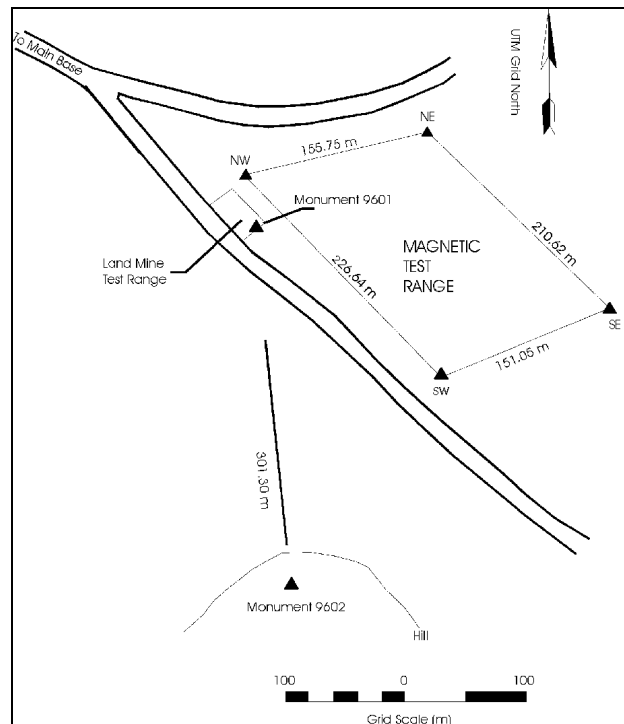 To Main Base
UTM Grid North
NE
155.75 m
NW
Monument 9601
Land Mine
Test Range
MAGNETIC
TEST
RANGE
226.64 m
210.62 m
SE
151.05 m
SW
301.30 m
Monument 9602
Hill
100 0 100
Grid Scale (m)